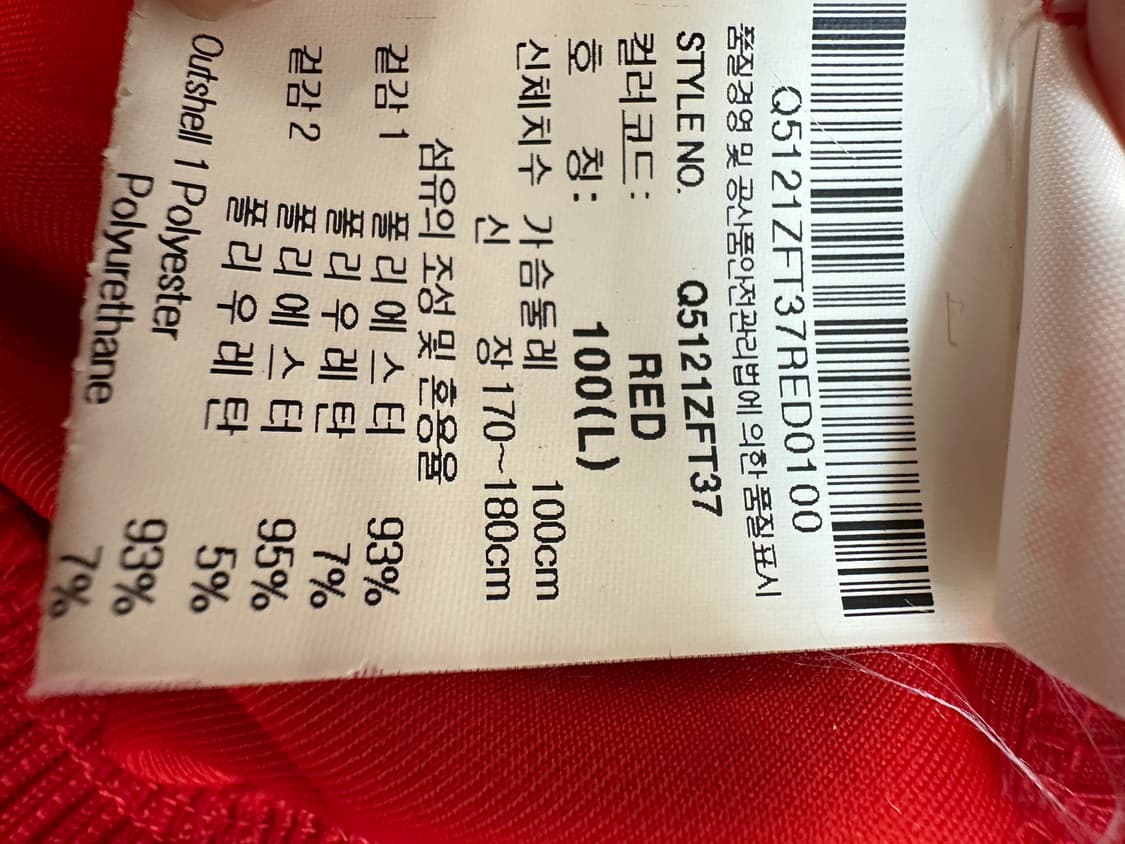 Q5121ZFT37RED0100
품질경영 및 공산품안전관리법에 의한 품질표시
STYLE NO. Q5121ZFT37
컬러코드: RED
호 칭: 100(L)
신체치수 가슴둘레 100cm
신 장 170~180cm
섬유의 조성 및 혼용율
겉감 1 폴리에스터 93%
폴리우레탄 7%
겉감 2 폴리에스터 95%
폴리우레탄 5%
Outshell 1 Polyester 93%
Polyurethane 7%